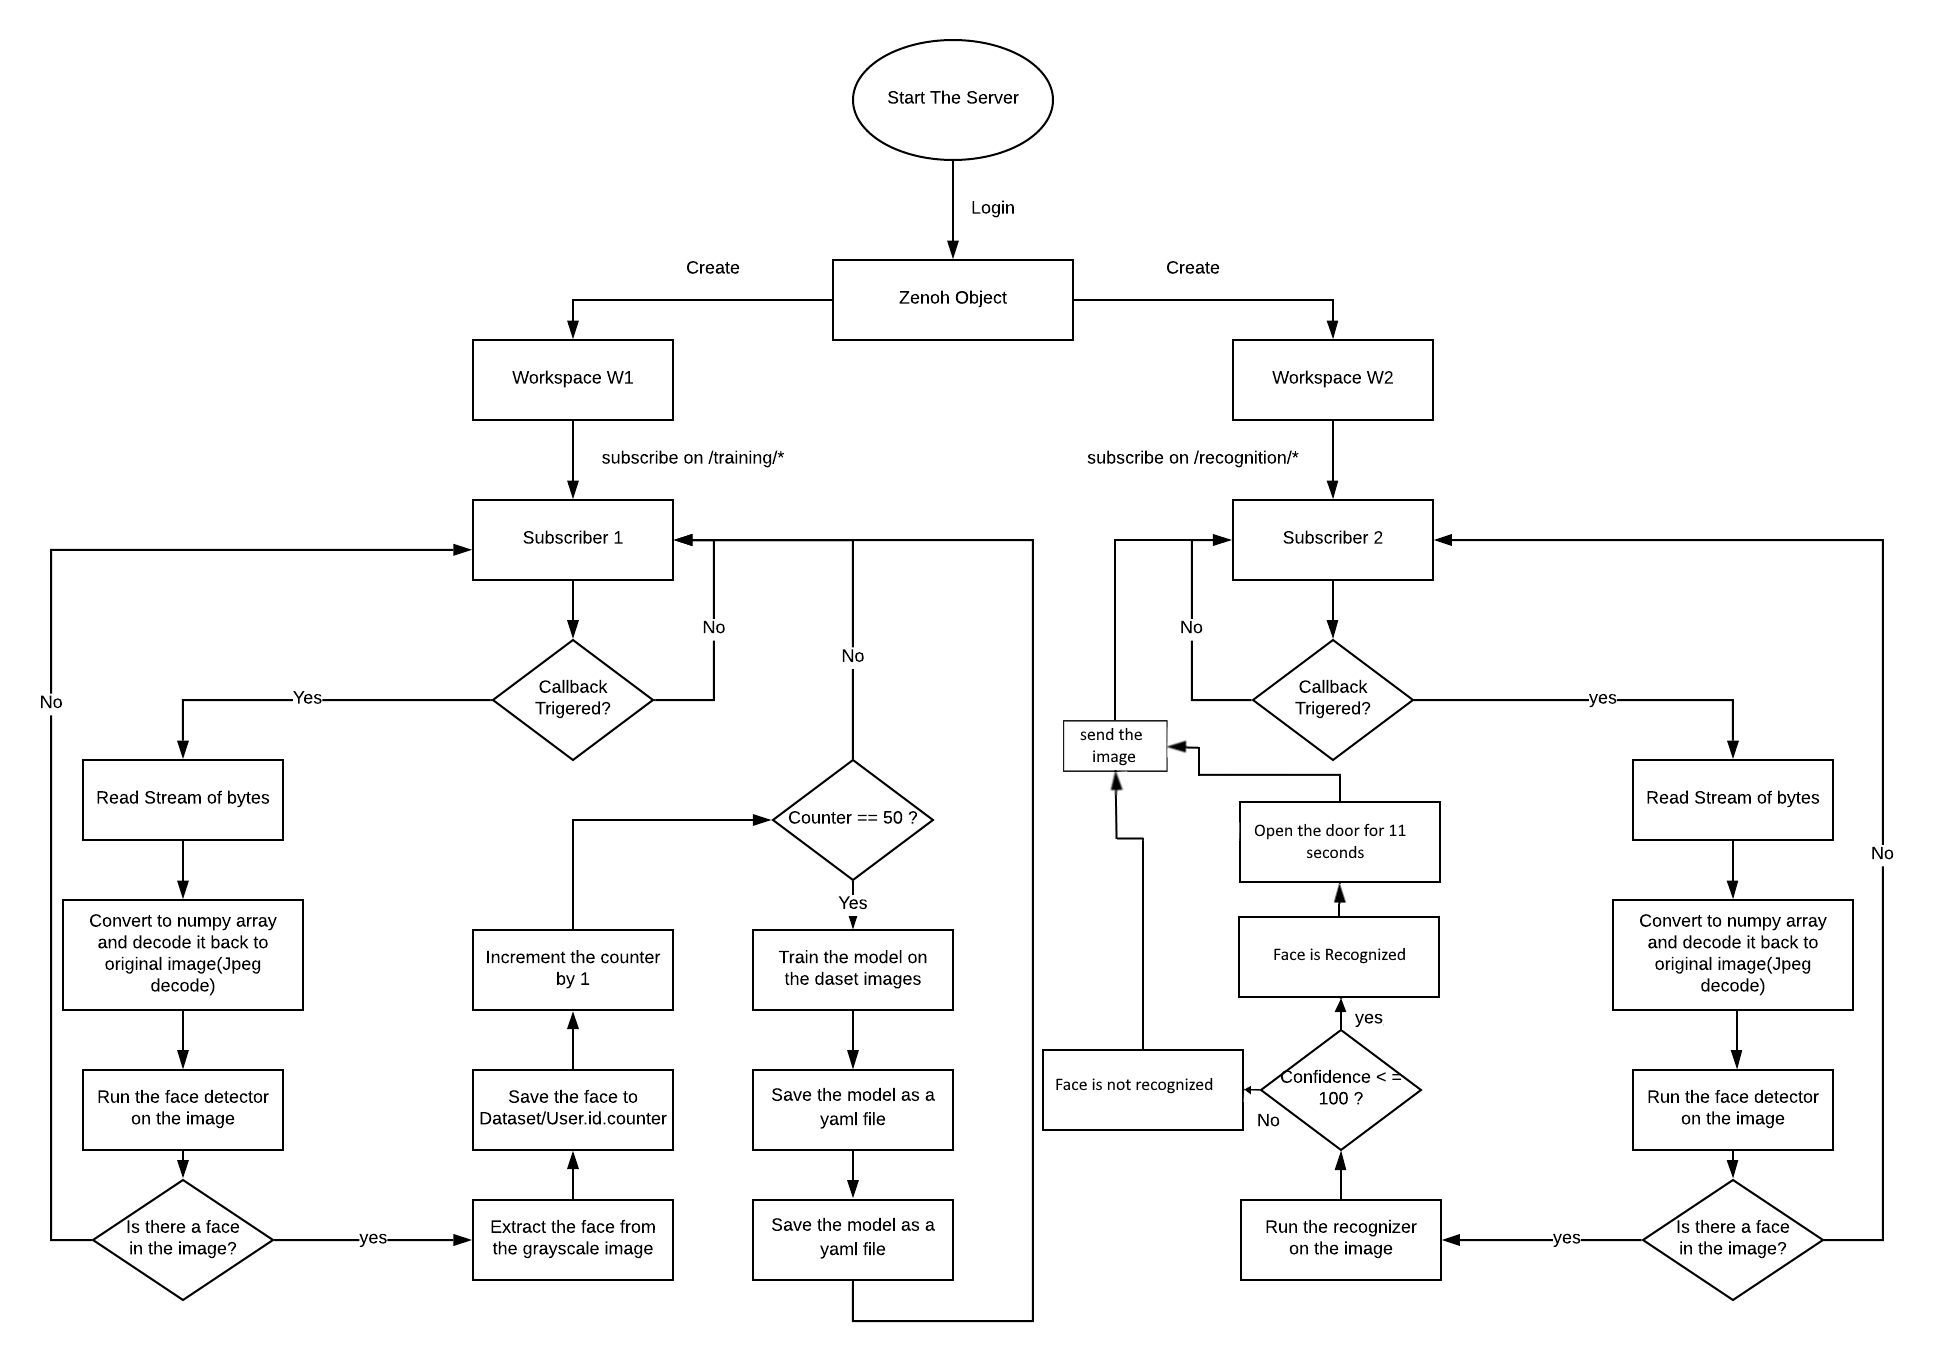 Start The Server
Login
Create
Zenoh Object
Create
Workspace W1
Workspace W2
subscribe on /training/*
subscribe on /recognition/*
Subscriber 1
Subscriber 2
No
No
No
No
Callback
Trigered?
Yes
Callback
Trigered?
yes
send the
image
Read Stream of bytes
Counter == 50 ?
Open the door for 11
seconds
Read Stream of bytes
No
Yes
Convert to numpy array
and decode it back to
original image(Jpeg
decode)
Increment the counter
by 1
Train the model on
the daset images
Face is Recognized
Convert to numpy array
and decode it back to
original image(Jpeg
decode)
yes
Run the face detector
on the image
Save the face to
Dataset/User.id.counter
Save the model as a
yaml file
Face is not recognized
Confidence < =
100 ?
No
Run the face detector
on the image
Is there a face
in the image?
yes
Extract the face from
the grayscale image
Save the model as a
yaml file
Run the recognizer
on the image
yes
Is there a face
in the image?